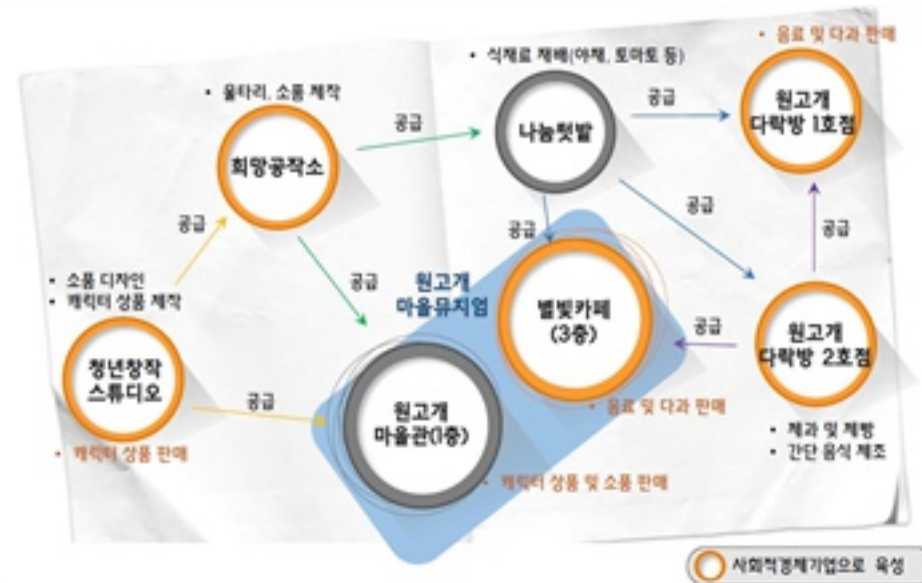 • 음료 및 다과 판매
• 식재료 재배(야채, 토마토 등)
• 울타리, 소품 제작
원고개
다락방 1호점
나눔텃밭
희망공작소
공급
공급
공급
공급
공급
공급
공급
• 소품 디자인
• 캐릭터 상품 제작
원고개
마을뮤지엄
별빛카페
(3층)
공급
원고개
다락방 2호점
청년창작
스튜디오
공급
원고개
마을관(1층)
• 음료 및 다과 판매
• 캐릭터 상품 판매
• 제과 및 제빵
• 간단 음식 제조
• 캐릭터 상품 및 소품 판매
사회적경제기업으로 육성